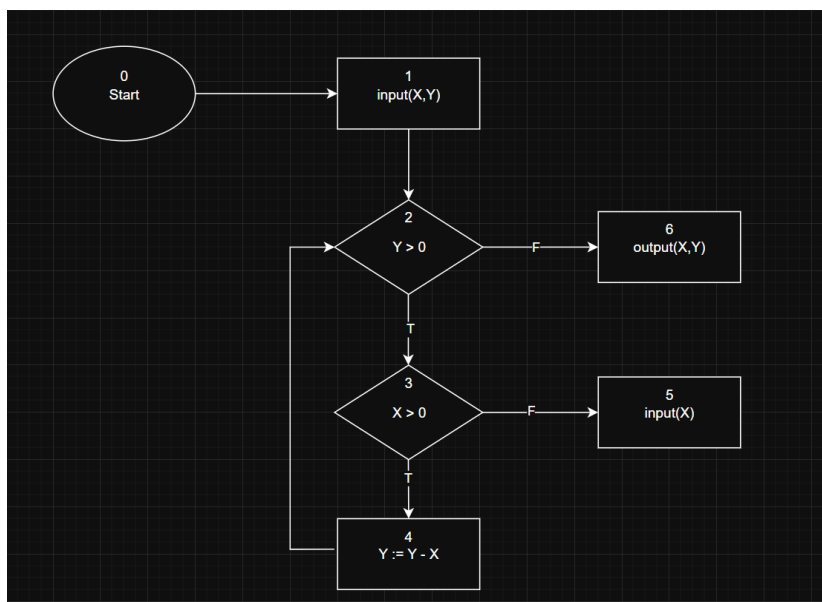 0
Start
1
input(X,Y)
2
Y > 0
F
6
output(X,Y)
T
3
X > 0
F
5
input(X)
T
4
Y := Y - X